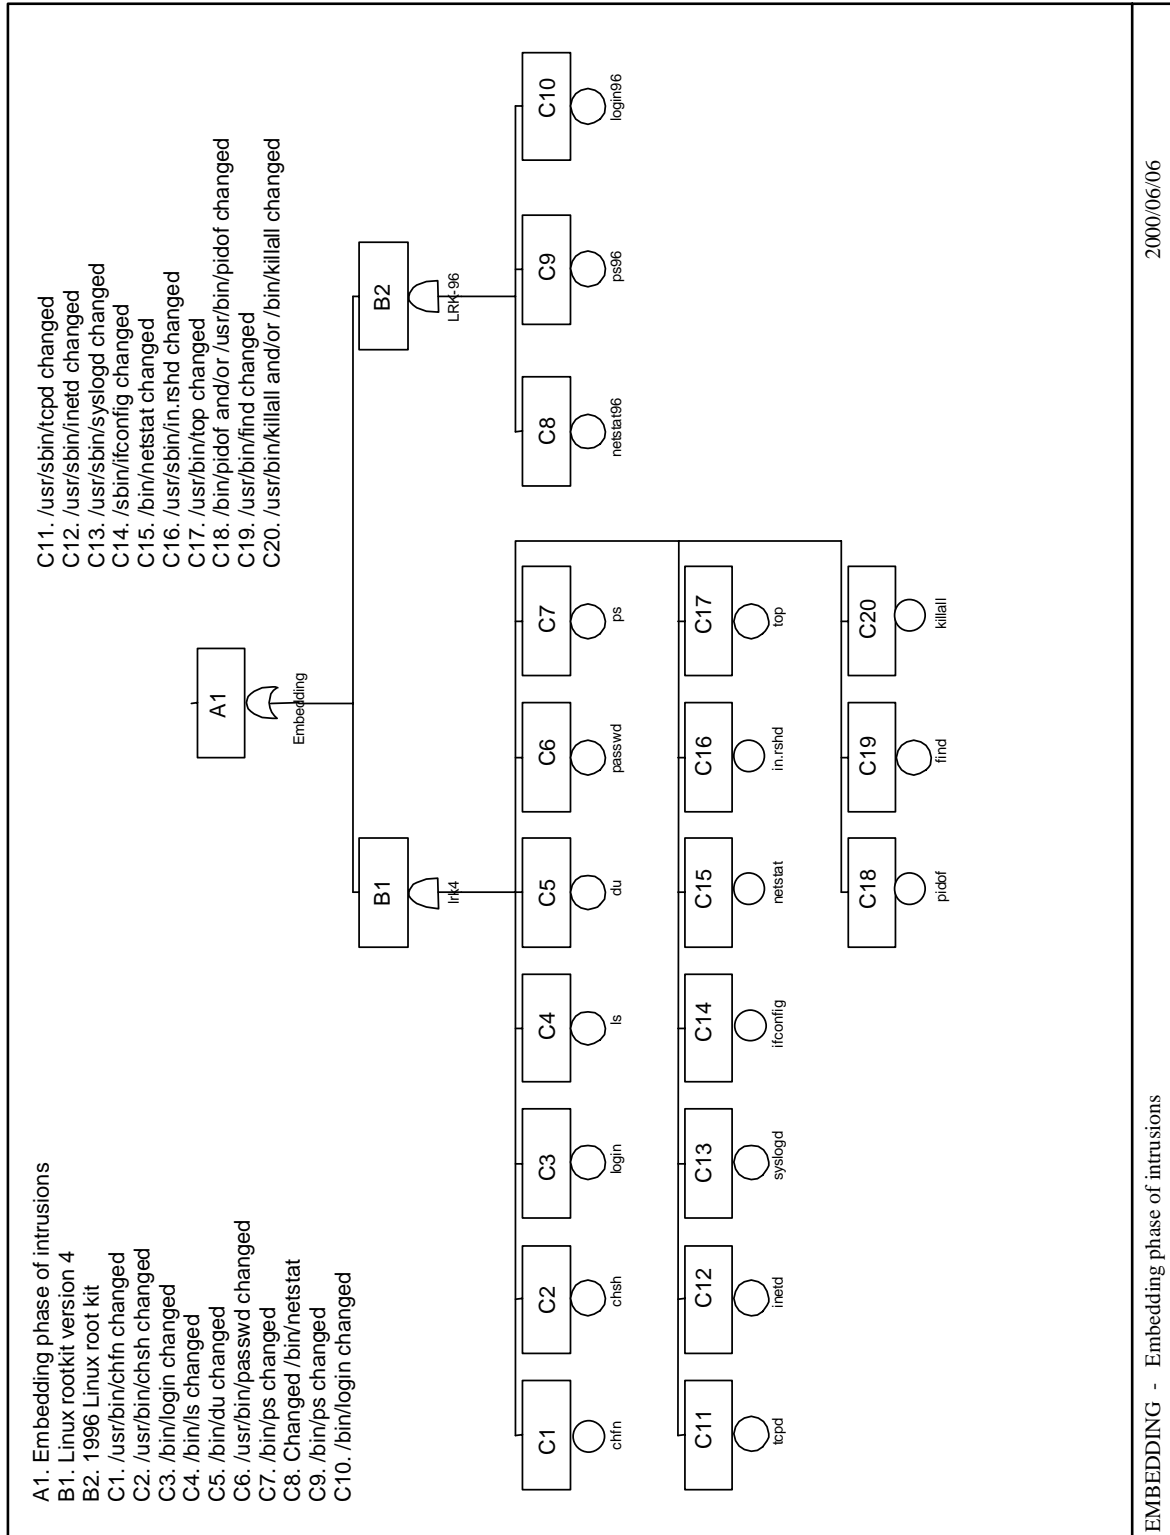 A1. Embedding phase of intrusions
B1. Linux rootkit version 4
B2. 1996 Linux root kit
C1. /usr/bin/chfn changed
C2. /usr/bin/chsh changed
C3. /bin/login changed
C4. /bin/ls changed
C5. /bin/du changed
C6. /usr/bin/passwd changed
C7. /bin/ps changed
C8. Changed /bin/netstat
C9. /bin/ps changed
C10. /bin/login changed
C11. /usr/sbin/tcpd changed
C12. /usr/sbin/inetd changed
C13. /usr/sbin/syslogd changed
C14. /sbin/ifconfig changed
C15. /bin/netstat changed
C16. /usr/sbin/in.rshd changed
C17. /usr/bin/top changed
C18. /bin/pidof and/or /usr/bin/pidof changed
C19. /usr/bin/find changed
C20. /usr/bin/killall and/or /bin/killall changed
A1
Embedding
B1
lrk4
B2
LRK-96
C1
chfn
C2
chsh
C3
login
C4
ls
C5
du
C6
passwd
C7
ps
C8
netstat96
C9
ps96
C10
login96
C11
tcpd
C12
inetd
C13
syslogd
C14
ifconfig
C15
netstat
C16
in.rshd
C17
top
C18
pidof
C19
find
C20
killall
EMBEDDING - Embedding phase of intrusions 2000/06/06